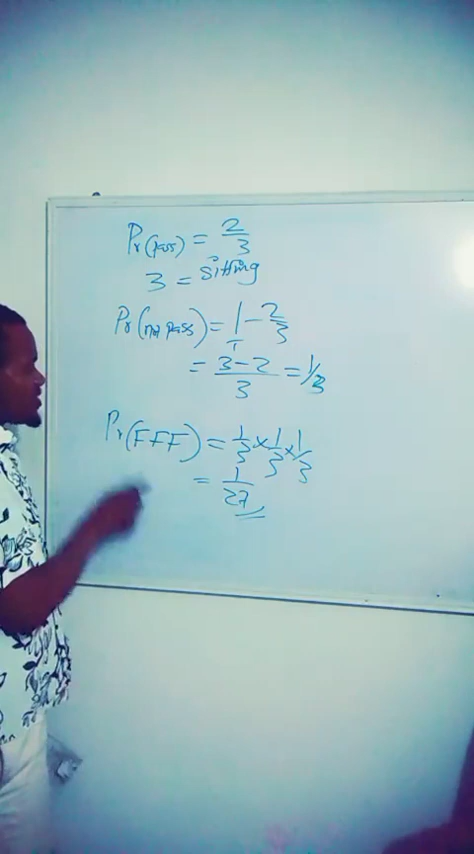 Pr(pass) = 2/3
3 = Sitting
Pr(not pass) = 1/1 - 2/3
= 3-2/3 = 1/3
Pr(FFF) = 1/3 × 1/3 × 1/3
= 1/27